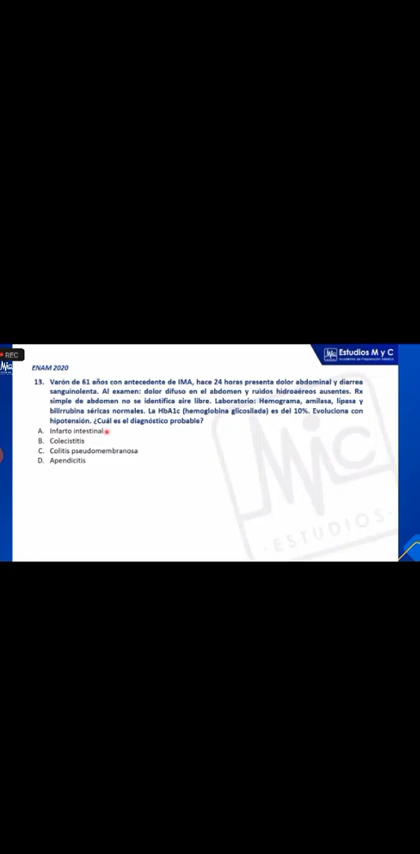 REC
Estudios M y C
ENAM 2020
13. Varón de 61 años con antecedente de IMA, hace 24 horas presenta dolor abdominal y diarrea
sanguinolenta. Al examen: dolor difuso en el abdomen y ruidos hidroaéreos ausentes. Rx
simple de abdomen no se identifica aire libre. Laboratorio: Hemograma, amilasa, lipasa y
bilirrubina séricas normales. La HbA1c (hemoglobina glicosilada) es del 10%. Evoluciona con
hipotensión. ¿Cuál es el diagnóstico probable?
A. Infarto intestinal
B. Colecistitis
C. Colitis pseudomembranosa
D. Apendicitis
MyC
· ESTUDIOS ·